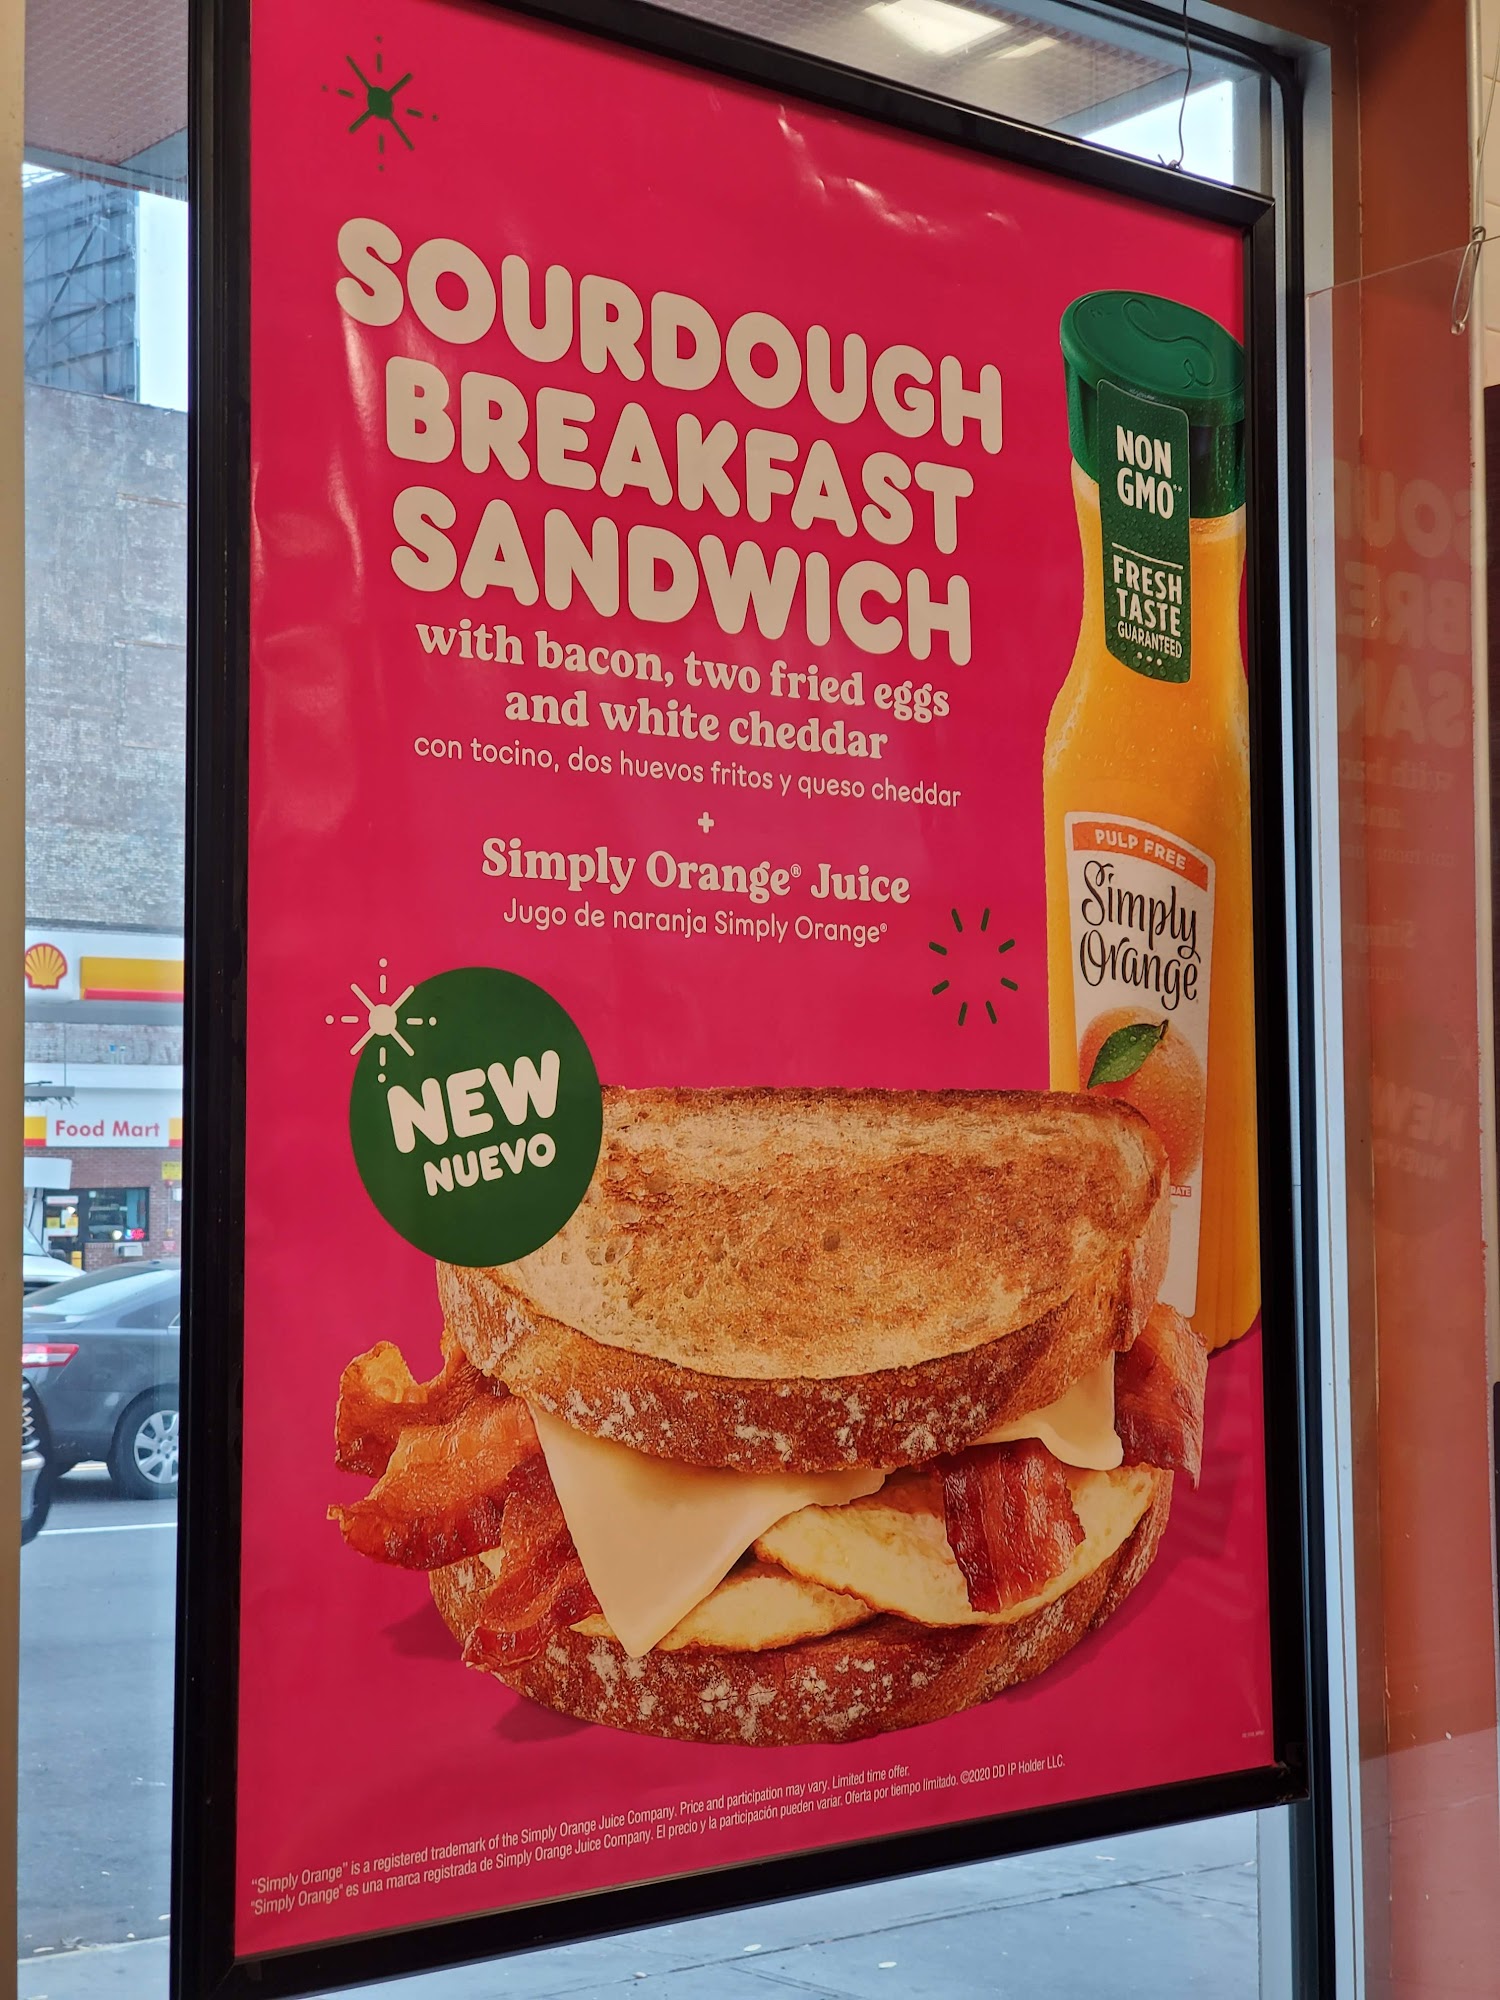 SOURDOUGH
BREAKFAST
SANDWICH
with bacon, two fried eggs
and white cheddar
con tocino, dos huevos fritos y queso cheddar
+
Simply Orange® Juice
Jugo de naranja Simply Orange®
NEW
NUEVO
NON
GMO**
FRESH
TASTE
GUARANTEED
PULP FREE
Simply
Orange
"Simply Orange" is a registered trademark of the Simply Orange Juice Company. Price and participation may vary. Limited time offer.
"Simply Orange" es una marca registrada de Simply Orange Juice Company. El precio y la participación pueden variar. Oferta por tiempo limitado. ©2020 DD IP Holder LLC.
Food Mart